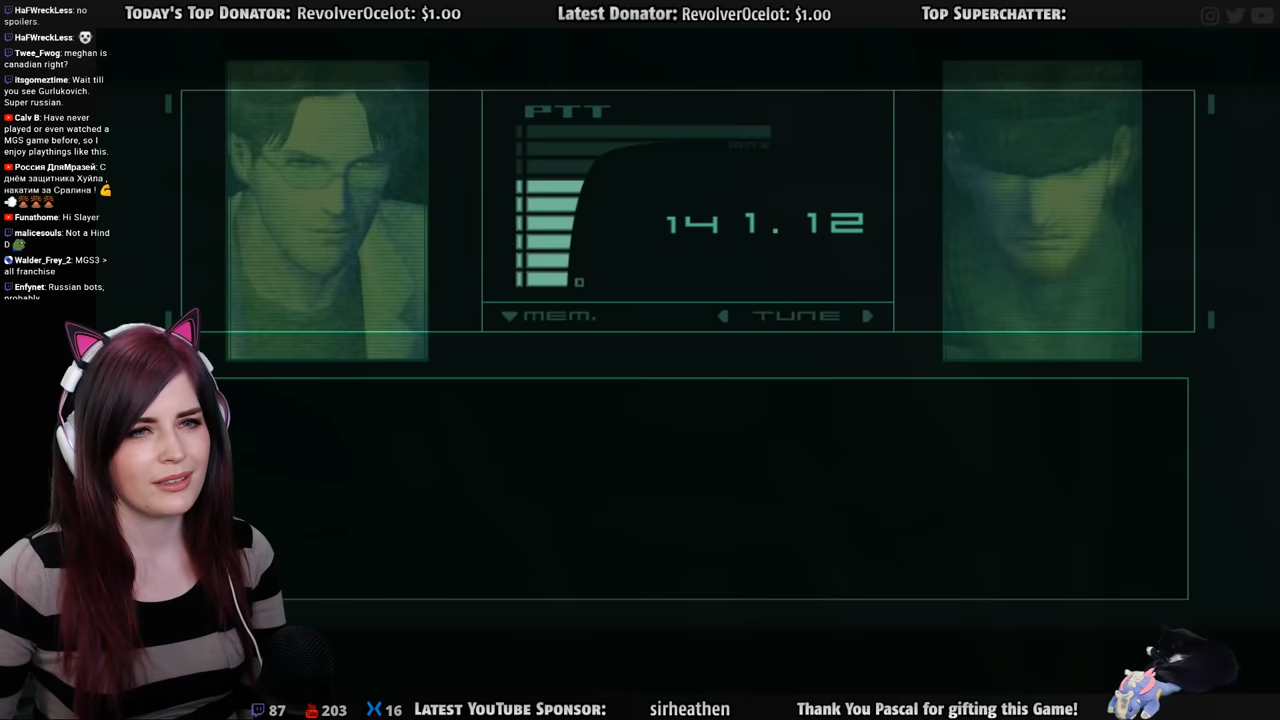 Today's Top Donator: RevolverOcelot: $1.00
Latest Donator: RevolverOcelot: $1.00
Top Superchatter:
HaFWreckLess: no
spoilers.
HaFWreckLess:
Twee_Fwog: meghan is
canadian right?
itsgomeztime: Wait till
you see Gurlukovich.
Super russian.
Calv B: Have never
played or even watched a
MGS game before, so I
enjoy playthings like this.
Россия ДляМразей: С
днём защитника Хуйла ,
накатим за Сралина !
Funathome: Hi Slayer
malicesouls: Not a Hind
D
Walder_Frey_2: MGS3 >
all franchise
Enfynet: Russian bots,
probably
PTT
141.12
MEM.
TUNE
87
203
16
Latest YouTube Sponsor:
sirheathen
Thank You Pascal for gifting this Game!